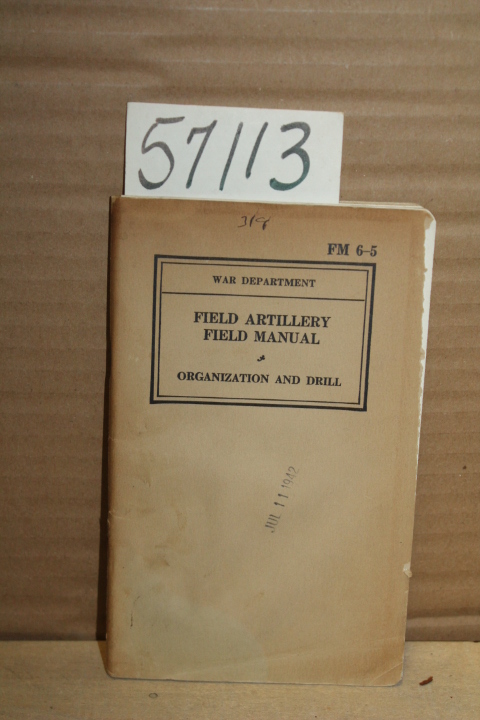 57113
318
FM 6-5
WAR DEPARTMENT
FIELD ARTILLERY
FIELD MANUAL
ORGANIZATION AND DRILL
JUL 11 1942